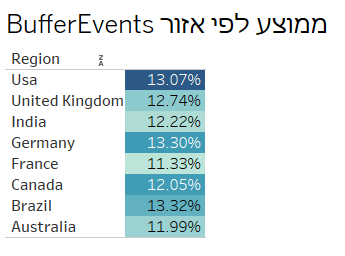 ממוצע לפי אזור BufferEvents
Region
Usa 13.07%
United Kingdom 12.74%
India 12.22%
Germany 13.30%
France 11.33%
Canada 12.05%
Brazil 13.32%
Australia 11.99%